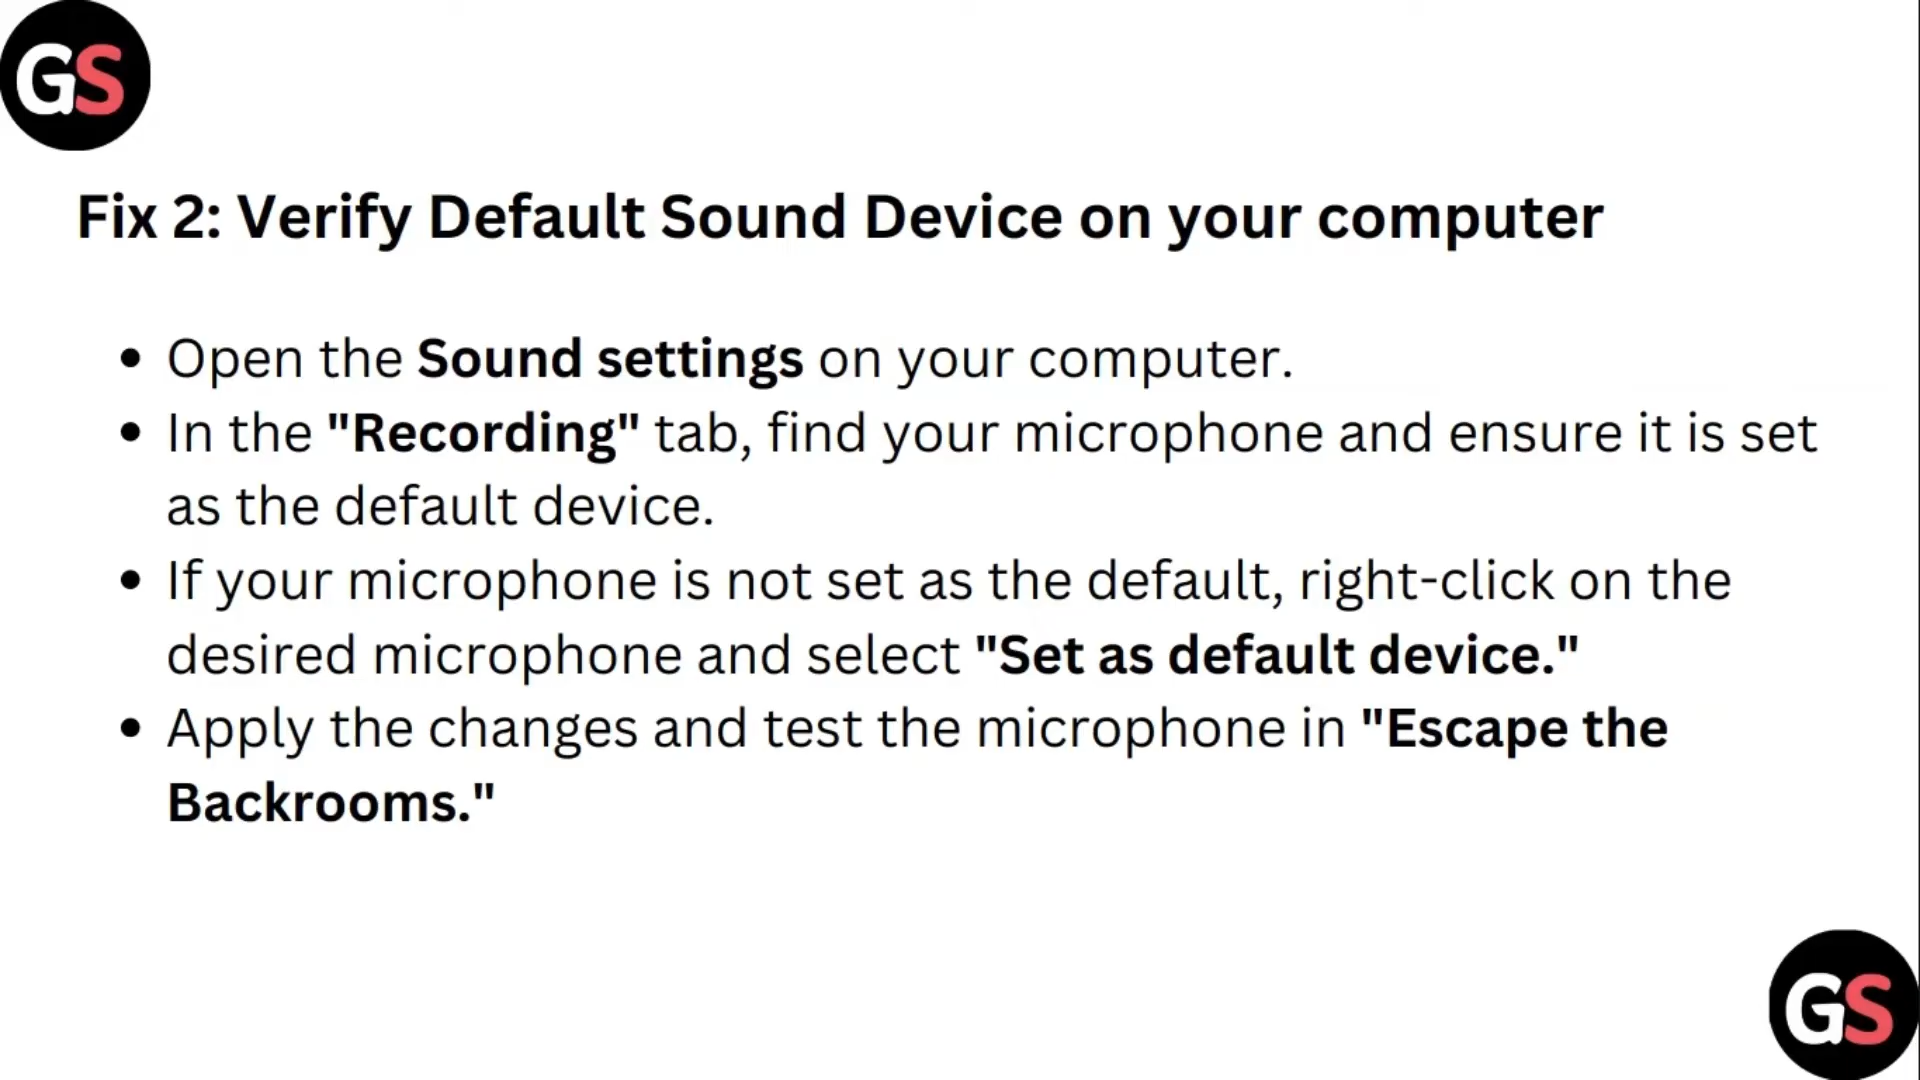 GS
Fix 2: Verify Default Sound Device on your computer
• Open the Sound settings on your computer.
• In the "Recording" tab, find your microphone and ensure it is set
as the default device.
• If your microphone is not set as the default, right-click on the
desired microphone and select "Set as default device."
• Apply the changes and test the microphone in "Escape the
Backrooms."
GS